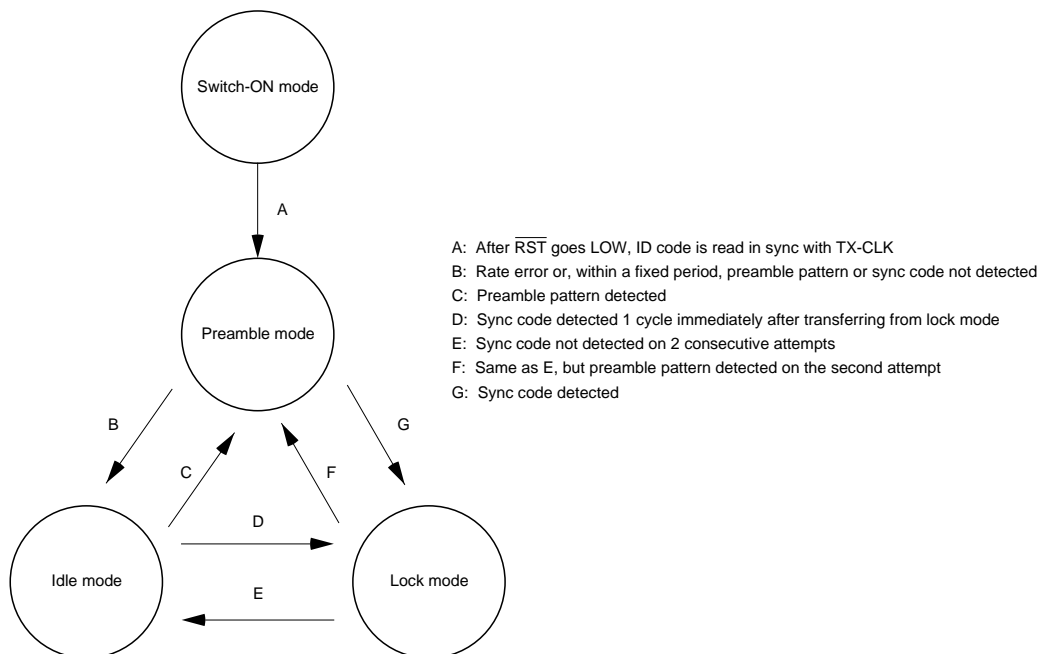 Switch-ON mode
A
Preamble mode
A: After RST goes LOW, ID code is read in sync with TX-CLK
B: Rate error or, within a fixed period, preamble pattern or sync code not detected
C: Preamble pattern detected
D: Sync code detected 1 cycle immediately after transferring from lock mode
E: Sync code not detected on 2 consecutive attempts
F: Same as E, but preamble pattern detected on the second attempt
G: Sync code detected
B
G
C
F
D
Idle mode
Lock mode
E